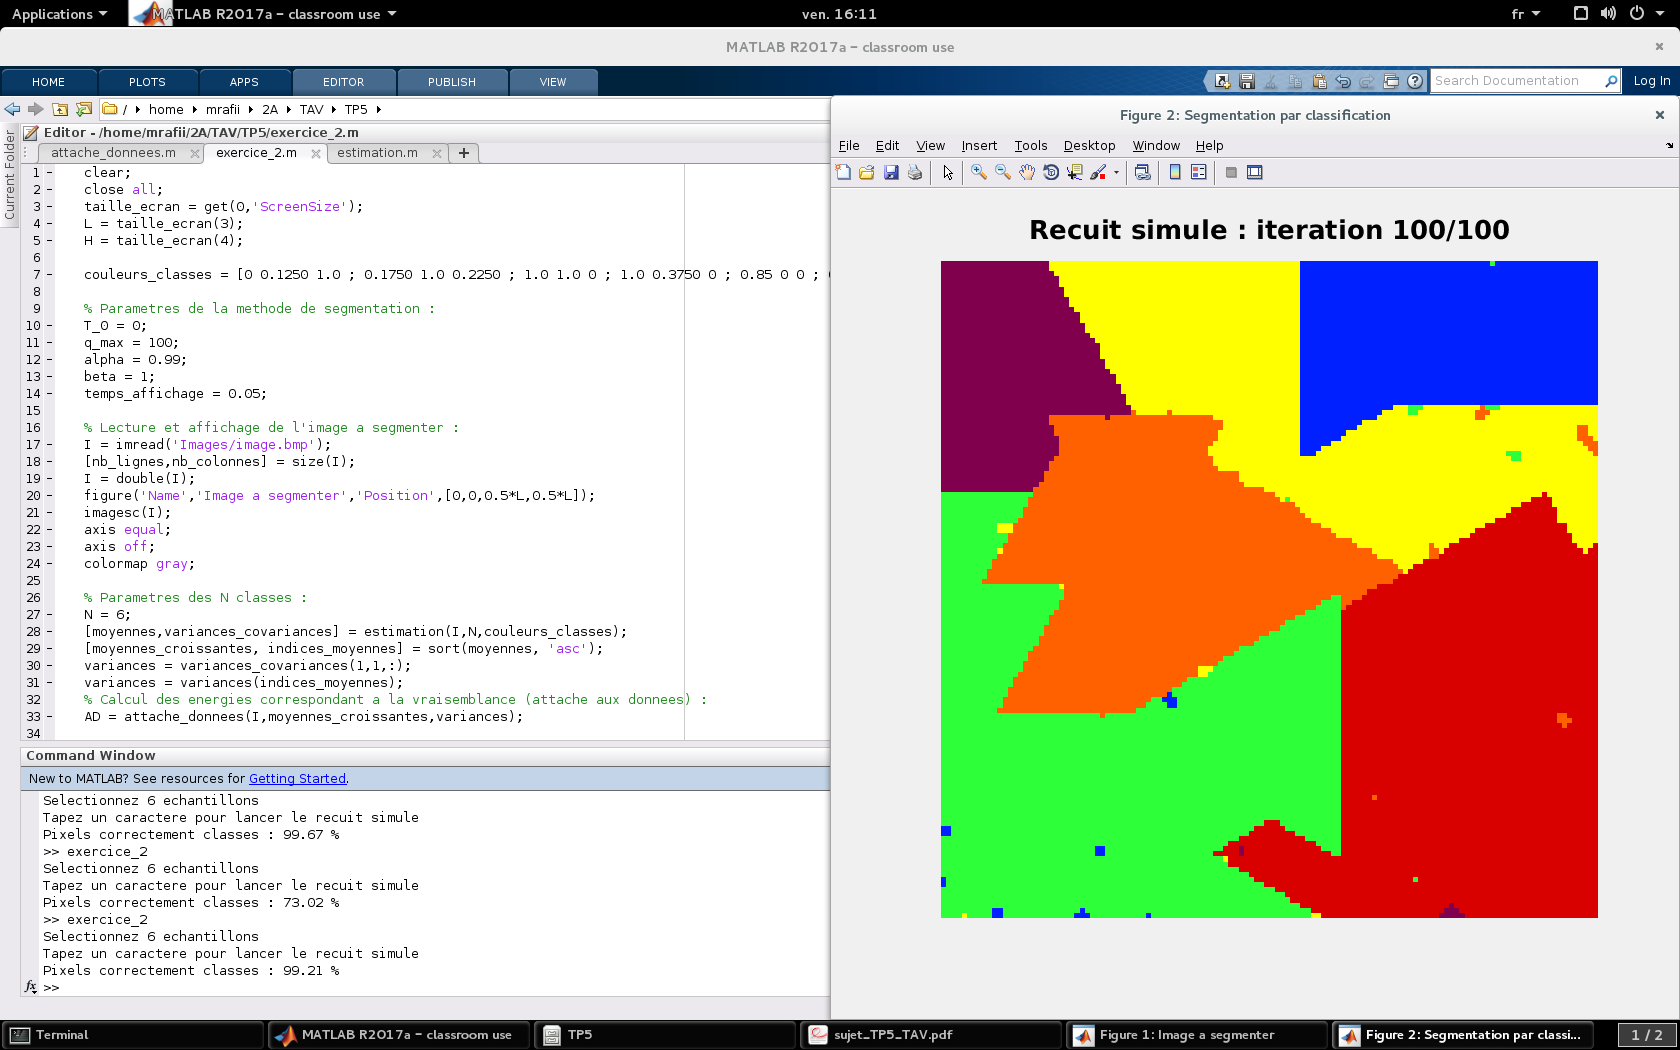 Applications
MATLAB R2017a - classroom use
ven. 16:11
fr
MATLAB R2017a - classroom use
HOME
PLOTS
APPS
EDITOR
PUBLISH
VIEW
Search Documentation
Log In
/ home mrafii 2A TAV TP5
Current Folder
Editor - /home/mrafii/2A/TAV/TP5/exercice_2.m
attache_donnees.m
exercice_2.m
estimation.m
1 - clear;
2 - close all;
3 - taille_ecran = get(0,'ScreenSize');
4 - L = taille_ecran(3);
5 - H = taille_ecran(4);
6
7 - couleurs_classes = [0 0.1250 1.0 ; 0.1750 1.0 0.2250 ; 1.0 1.0 0 ; 1.0 0.3750 0 ; 0.85 0 0 ;
8
9 % Parametres de la methode de segmentation :
10 - T_0 = 0;
11 - q_max = 100;
12 - alpha = 0.99;
13 - beta = 1;
14 - temps_affichage = 0.05;
15
16 % Lecture et affichage de l'image a segmenter :
17 - I = imread('Images/image.bmp');
18 - [nb_lignes,nb_colonnes] = size(I);
19 - I = double(I);
20 - figure('Name','Image a segmenter','Position',[0,0,0.5*L,0.5*L]);
21 - imagesc(I);
22 - axis equal;
23 - axis off;
24 - colormap gray;
25
26 % Parametres des N classes :
27 - N = 6;
28 - [moyennes,variances_covariances] = estimation(I,N,couleurs_classes);
29 - [moyennes_croissantes, indices_moyennes] = sort(moyennes, 'asc');
30 - variances = variances_covariances(1,1,:);
31 - variances = variances(indices_moyennes);
32 % Calcul des energies correspondant a la vraisemblance (attache aux donnees) :
33 - AD = attache_donnees(I,moyennes_croissantes,variances);
34
Command Window
New to MATLAB? See resources for Getting Started.
Selectionnez 6 echantillons
Tapez un caractere pour lancer le recuit simule
Pixels correctement classes : 99.67 %
>> exercice_2
Selectionnez 6 echantillons
Tapez un caractere pour lancer le recuit simule
Pixels correctement classes : 73.02 %
>> exercice_2
Selectionnez 6 echantillons
Tapez un caractere pour lancer le recuit simule
Pixels correctement classes : 99.21 %
fx >>
Figure 2: Segmentation par classification
File Edit View Insert Tools Desktop Window Help
Recuit simule : iteration 100/100
Terminal
MATLAB R2017a - classroom use
TP5
sujet_TP5_TAV.pdf
Figure 1: Image a segmenter
Figure 2: Segmentation par classi...
1 / 2